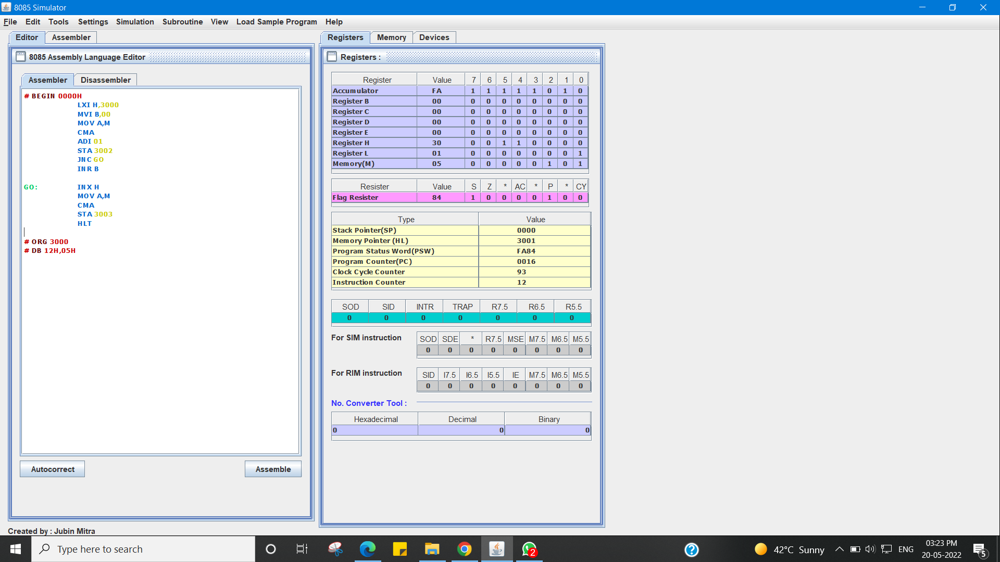 8085 Simulator
File Edit Tools Settings Simulation Subroutine View Load Sample Program Help
Editor Assembler
8085 Assembly Language Editor
Assembler Disassembler
# BEGIN 0000H
LXI H,3000
MVI B,00
MOV A,M
CMA
ADI 01
STA 3002
JNC GO
INR B
GO: INX H
MOV A,M
CMA
STA 3003
HLT
# ORG 3000
# DB 12H,05H
Autocorrect Assemble
Created by : Jubin Mitra
Registers Memory Devices
Registers :
Register Value 7 6 5 4 3 2 1 0
Accumulator FA 1 1 1 1 1 0 1 0
Register B 00 0 0 0 0 0 0 0 0
Register C 00 0 0 0 0 0 0 0 0
Register D 00 0 0 0 0 0 0 0 0
Register E 00 0 0 0 0 0 0 0 0
Register H 30 0 0 1 1 0 0 0 0
Register L 01 0 0 0 0 0 0 0 1
Memory(M) 05 0 0 0 0 0 1 0 1
Resister Value S Z * AC * P * CY
Flag Resister 84 1 0 0 0 0 1 0 0
Type Value
Stack Pointer(SP) 0000
Memory Pointer (HL) 3001
Program Status Word(PSW) FA84
Program Counter(PC) 0016
Clock Cycle Counter 93
Instruction Counter 12
SOD SID INTR TRAP R7.5 R6.5 R5.5
0 0 0 0 0 0 0
For SIM instruction SOD SDE * R7.5 MSE M7.5 M6.5 M5.5
0 0 0 0 0 0 0 0
For RIM instruction SID I7.5 I6.5 I5.5 IE M7.5 M6.5 M5.5
0 0 0 0 0 0 0 0
No. Converter Tool :
Hexadecimal Decimal Binary
0 0 0
Type here to search
2
42°C Sunny
ENG
03:23 PM
20-05-2022
5